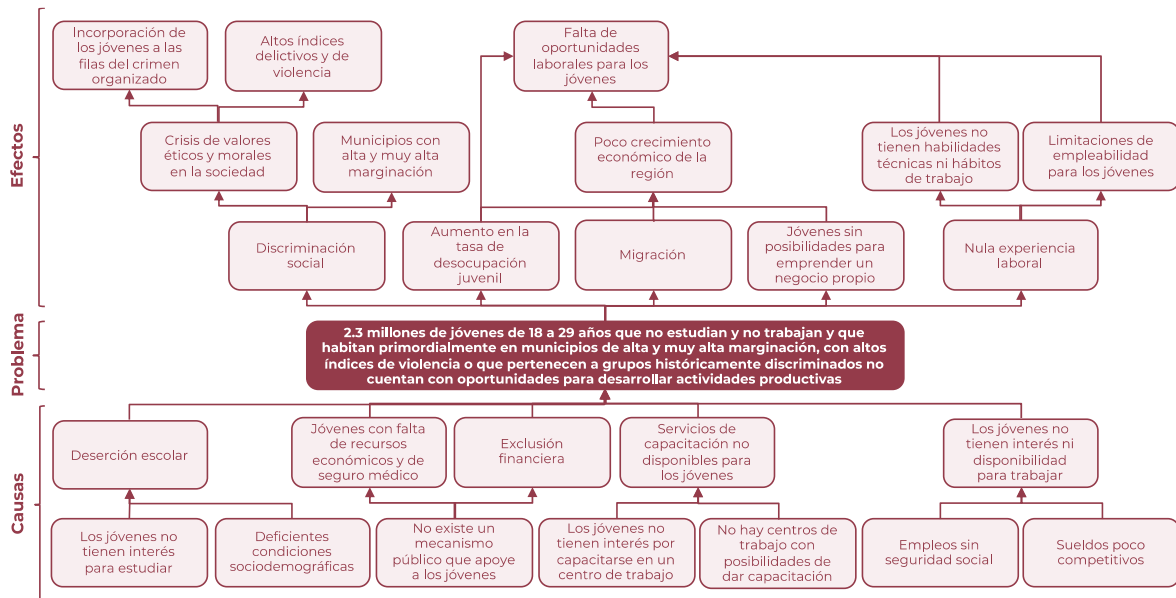 Efectos
Incorporación de
los jóvenes a las
filas del crimen
organizado
Altos índices
delictivos y de
violencia
Falta de
oportunidades
laborales para los
jóvenes
Crisis de valores
éticos y morales
en la sociedad
Municipios con
alta y muy alta
marginación
Poco crecimiento
económico de la
región
Los jóvenes no
tienen habilidades
técnicas ni hábitos
de trabajo
Limitaciones de
empleabilidad
para los jóvenes
Discriminación
social
Aumento en la
tasa de
desocupación
juvenil
Migración
Jóvenes sin
posibilidades para
emprender un
negocio propio
Nula experiencia
laboral
Problema
2.3 millones de jóvenes de 18 a 29 años que no estudian y no trabajan y que
habitan primordialmente en municipios de alta y muy alta marginación, con altos
índices de violencia o que pertenecen a grupos históricamente discriminados no
cuentan con oportunidades para desarrollar actividades productivas
Causas
Deserción escolar
Jóvenes con falta
de recursos
económicos y de
seguro médico
Exclusión
financiera
Servicios de
capacitación no
disponibles para
los jóvenes
Los jóvenes no
tienen interés ni
disponibilidad
para trabajar
Los jóvenes no
tienen interés
para estudiar
Deficientes
condiciones
sociodemográficas
No existe un
mecanismo
público que apoye
a los jóvenes
Los jóvenes no
tienen interés por
capacitarse en un
centro de trabajo
No hay centros de
trabajo con
posibilidades de
dar capacitación
Empleos sin
seguridad social
Sueldos poco
competitivos